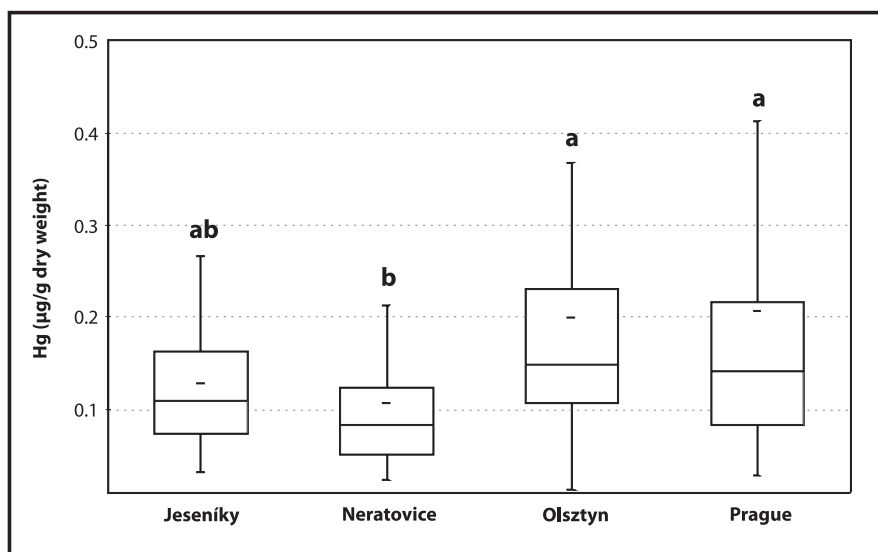 0.5
0.4
0.3
0.2
0.1
Hg (µg/g dry weight)
ab
b
a
a
Jeseníky Neratovice Olsztyn Prague